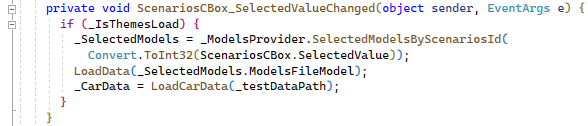 private void ScenariosCBox_SelectedValueChanged(object sender, EventArgs e) {
if (_IsThemesLoad) {
_SelectedModels = _ModelsProvider.SelectedModelsByScenariosId(
Convert.ToInt32(ScenariosCBox.SelectedValue));
LoadData(_SelectedModels.ModelsFileModel);
_CarData = LoadCarData(_testDataPath);
}
}